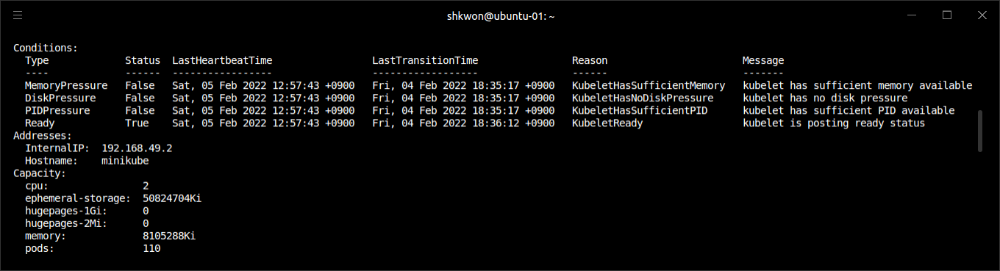 shkwon@ubuntu-01: ~
Conditions:
  Type             Status  LastHeartbeatTime                 LastTransitionTime                Reason                       Message
  ----             ------  -----------------                 ------------------                ------                       -------
  MemoryPressure   False   Sat, 05 Feb 2022 12:57:43 +0900   Fri, 04 Feb 2022 18:35:17 +0900   KubeletHasSufficientMemory   kubelet has sufficient memory available
  DiskPressure     False   Sat, 05 Feb 2022 12:57:43 +0900   Fri, 04 Feb 2022 18:35:17 +0900   KubeletHasNoDiskPressure     kubelet has no disk pressure
  PIDPressure      False   Sat, 05 Feb 2022 12:57:43 +0900   Fri, 04 Feb 2022 18:35:17 +0900   KubeletHasSufficientPID      kubelet has sufficient PID available
  Ready            True    Sat, 05 Feb 2022 12:57:43 +0900   Fri, 04 Feb 2022 18:36:12 +0900   KubeletReady                 kubelet is posting ready status
Addresses:
  InternalIP:  192.168.49.2
  Hostname:    minikube
Capacity:
  cpu:                2
  ephemeral-storage:  50824704Ki
  hugepages-1Gi:      0
  hugepages-2Mi:      0
  memory:             8105288Ki
  pods:               110